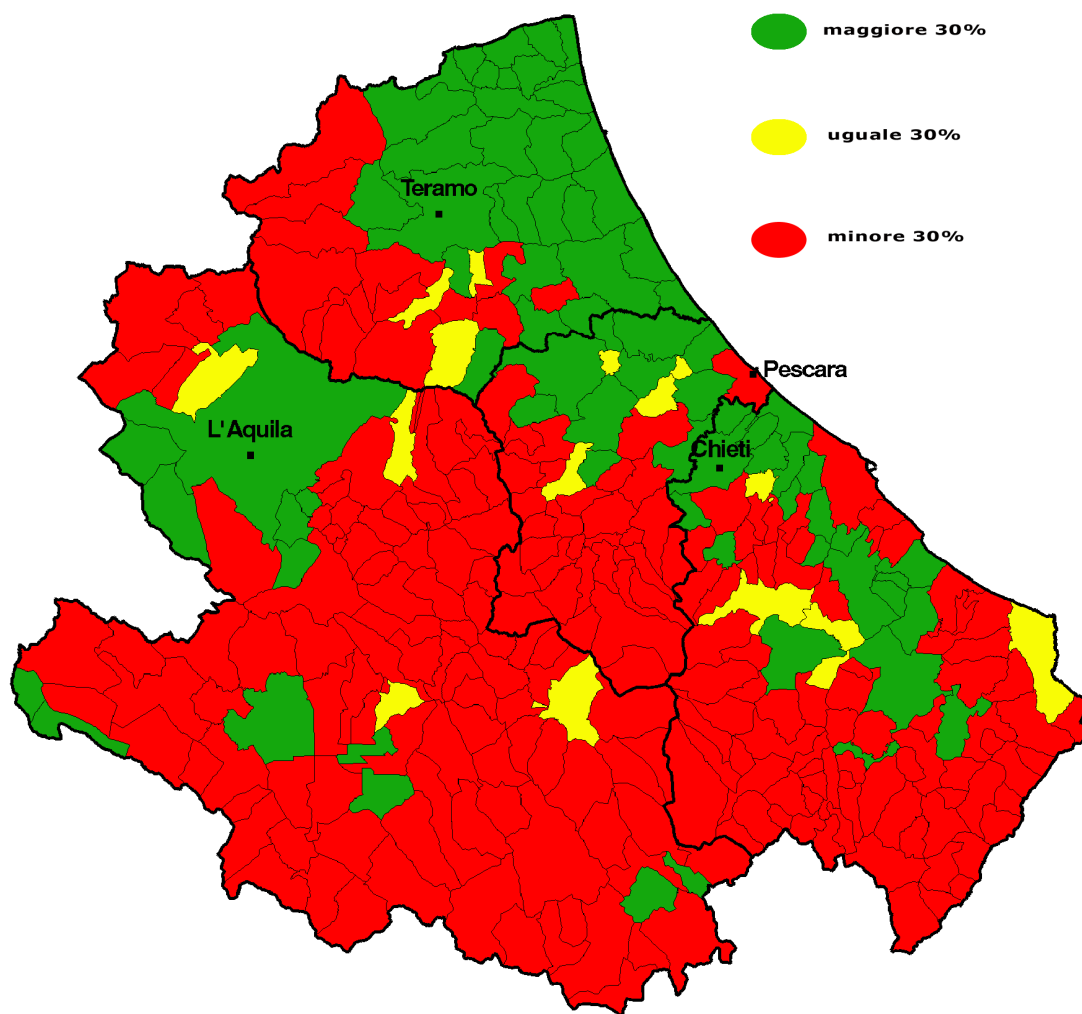 maggiore 30%
uguale 30%
minore 30%
Teramo
Pescara
L'Aquila
Chieti